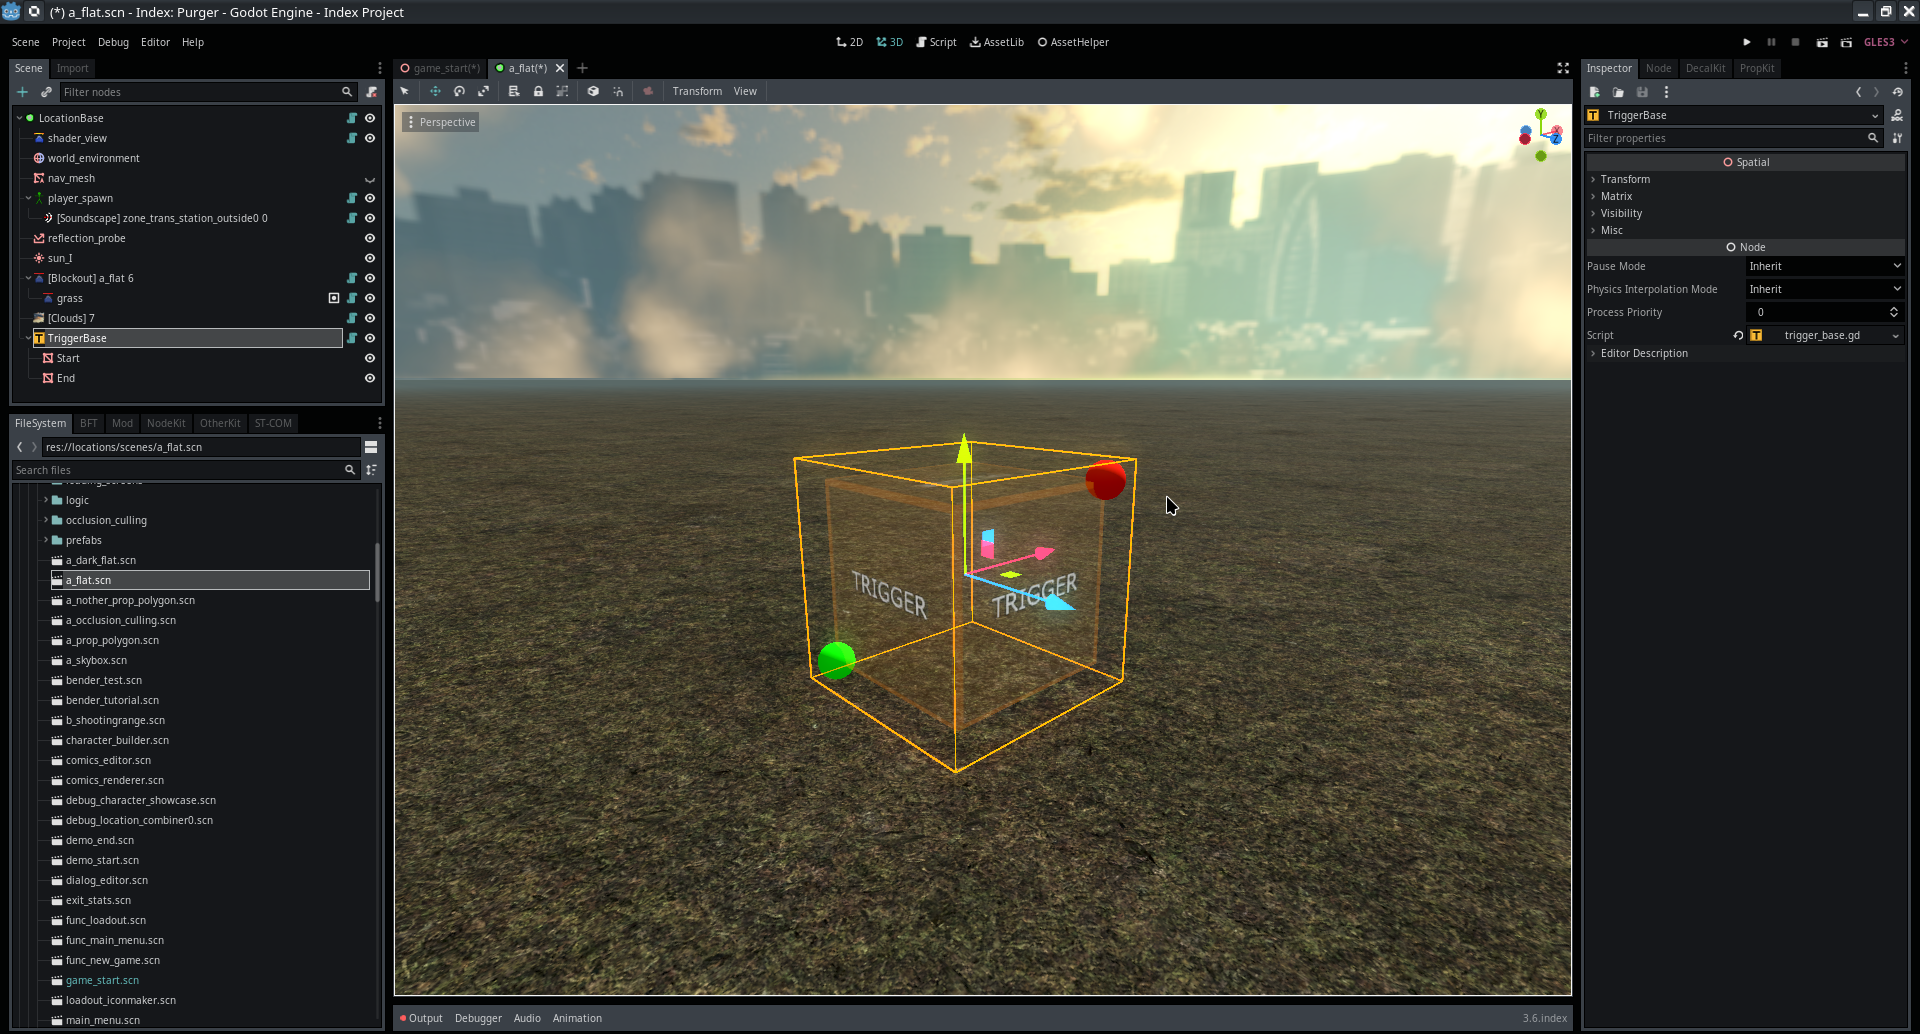 (*) a_flat.scn - Index: Purger - Godot Engine - Index Project
Scene Project Debug Editor Help
2D 3D Script AssetLib AssetHelper
GLES3
Scene Import
Filter nodes
LocationBase
shader_view
world_environment
nav_mesh
player_spawn
[Soundscape] zone_trans_station_outside0 0
reflection_probe
sun_I
[Blockout] a_flat 6
grass
[Clouds] 7
TriggerBase
Start
End
FileSystem BFT Mod NodeKit OtherKit ST-COM
res://locations/scenes/a_flat.scn
Search files
logic
occlusion_culling
prefabs
a_dark_flat.scn
a_flat.scn
a_nother_prop_polygon.scn
a_occlusion_culling.scn
a_prop_polygon.scn
a_skybox.scn
bender_test.scn
bender_tutorial.scn
b_shootingrange.scn
character_builder.scn
comics_editor.scn
comics_renderer.scn
debug_character_showcase.scn
debug_location_combiner0.scn
demo_end.scn
demo_start.scn
dialog_editor.scn
exit_stats.scn
func_loadout.scn
func_main_menu.scn
func_new_game.scn
game_start.scn
loadout_iconmaker.scn
main_menu.scn
game_start(*) a_flat(*)
Transform View
Perspective
Y
X
Z
TRIGGER TRIGGER
Output Debugger Audio Animation
3.6.index
Inspector Node DecalKit PropKit
TriggerBase
Filter properties
Spatial
Transform
Matrix
Visibility
Misc
Node
Pause Mode Inherit
Physics Interpolation Mode Inherit
Process Priority 0
Script trigger_base.gd
Editor Description